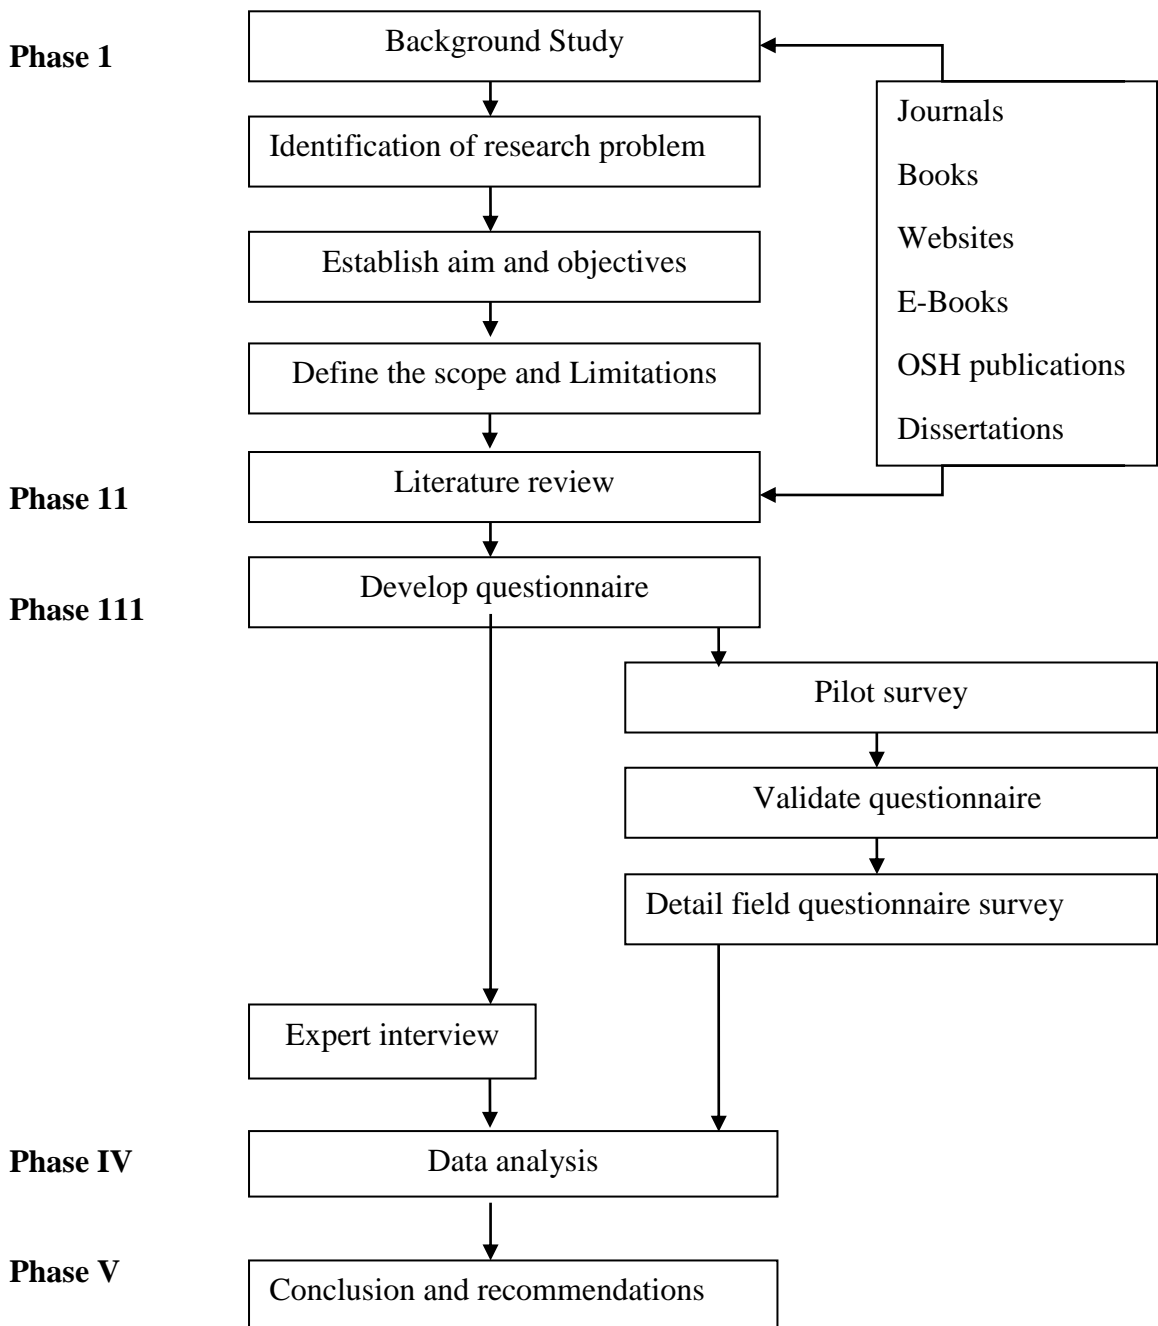 Phase 1
Background Study
Journals
Books
Websites
E-Books
OSH publications
Dissertations
Identification of research problem
Establish aim and objectives
Define the scope and Limitations
Phase 11
Literature review
Phase 111
Develop questionnaire
Pilot survey
Validate questionnaire
Detail field questionnaire survey
Expert interview
Phase IV
Data analysis
Phase V
Conclusion and recommendations